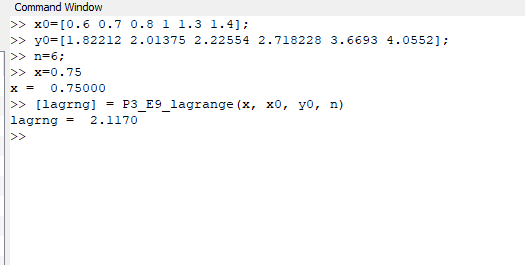 Command Window
>> x0=[0.6 0.7 0.8 1 1.3 1.4];
>> y0=[1.82212 2.01375 2.22554 2.718228 3.6693 4.0552];
>> n=6;
>> x=0.75
x =  0.75000
>> [lagrng] = P3_E9_lagrange(x, x0, y0, n)
lagrng =  2.1170
>>